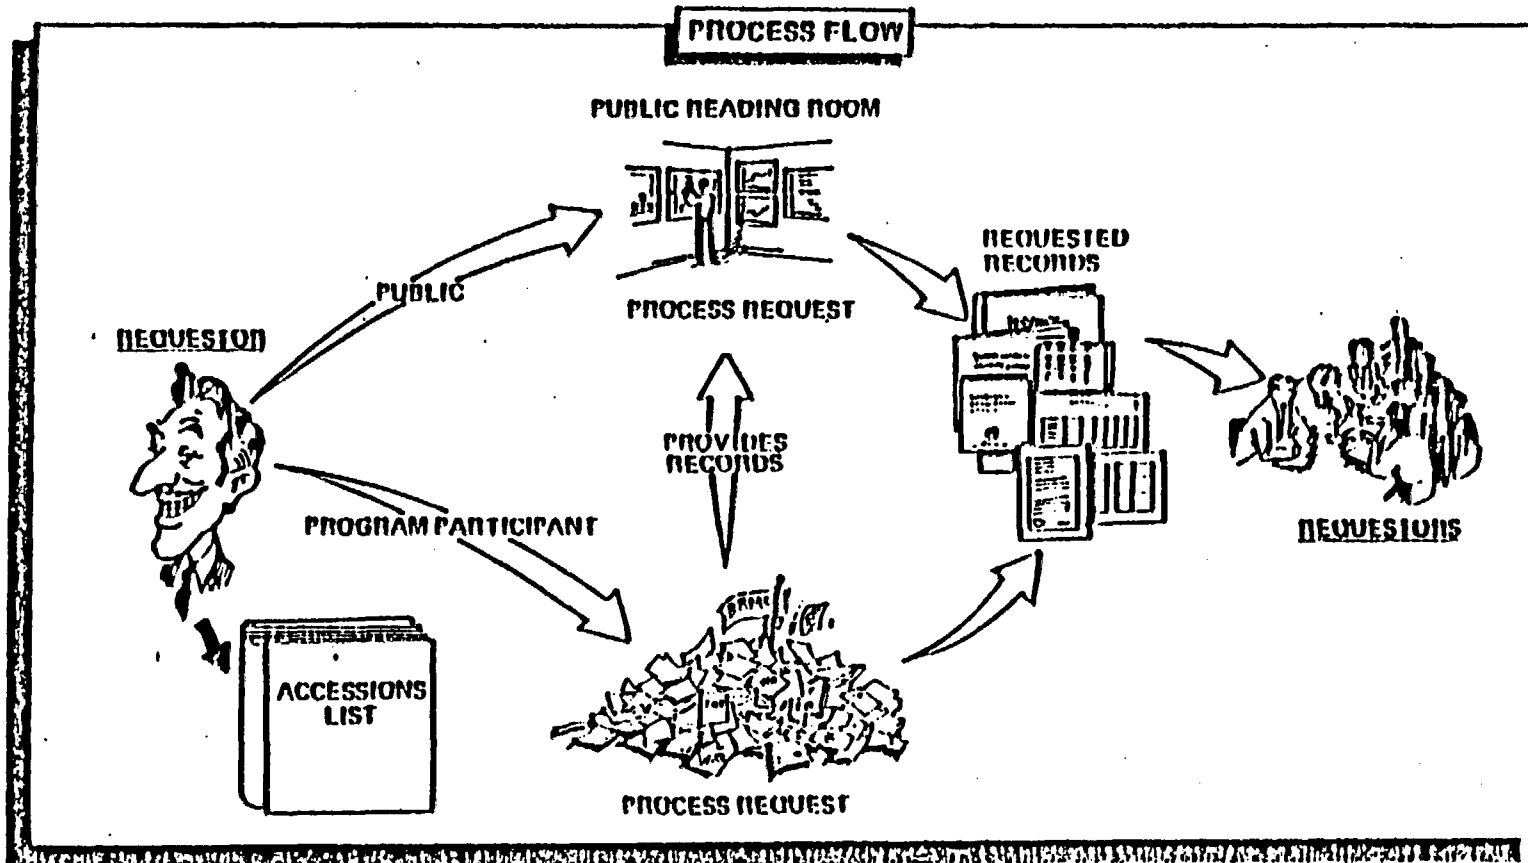 PROCESS FLOW
PUBLIC READING ROOM
PUBLIC
PROCESS REQUEST
REQUESTED
RECORDS
REQUESTOR
PROVIDES
RECORDS
PROGRAM PARTICIPANT
REQUESTORS
ACCESSIONS
LIST
PROCESS REQUEST